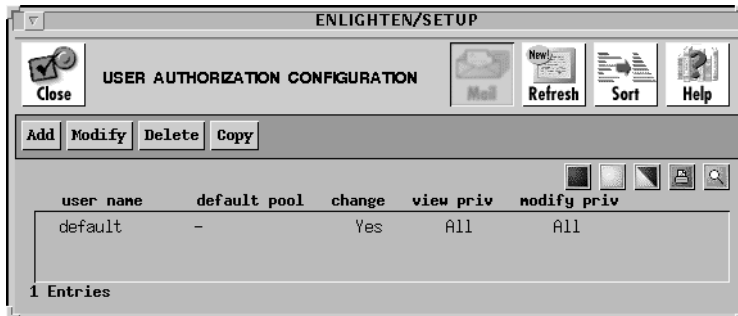 ENLIGHTEN/SETUP
Close
USER AUTHORIZATION CONFIGURATION
Mail
New!
Refresh
Sort
Help
Add Modify Delete Copy
user name default pool change view priv modify priv
default - Yes All All
1 Entries